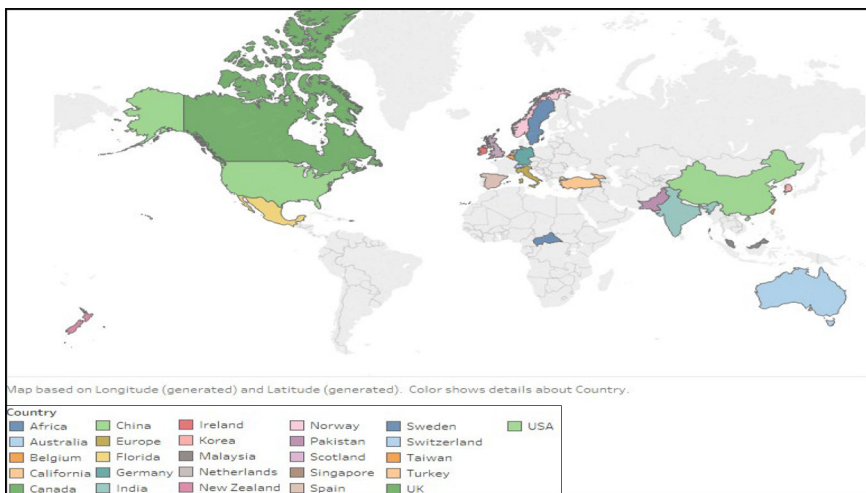 Map based on Longitude (generated) and Latitude (generated). Color shows details about Country.
Country
Africa China Ireland Norway Sweden USA
Australia Europe Korea Pakistan Switzerland
Belgium Florida Malaysia Scotland Taiwan
California Germany Netherlands Singapore Turkey
Canada India New Zealand Spain UK